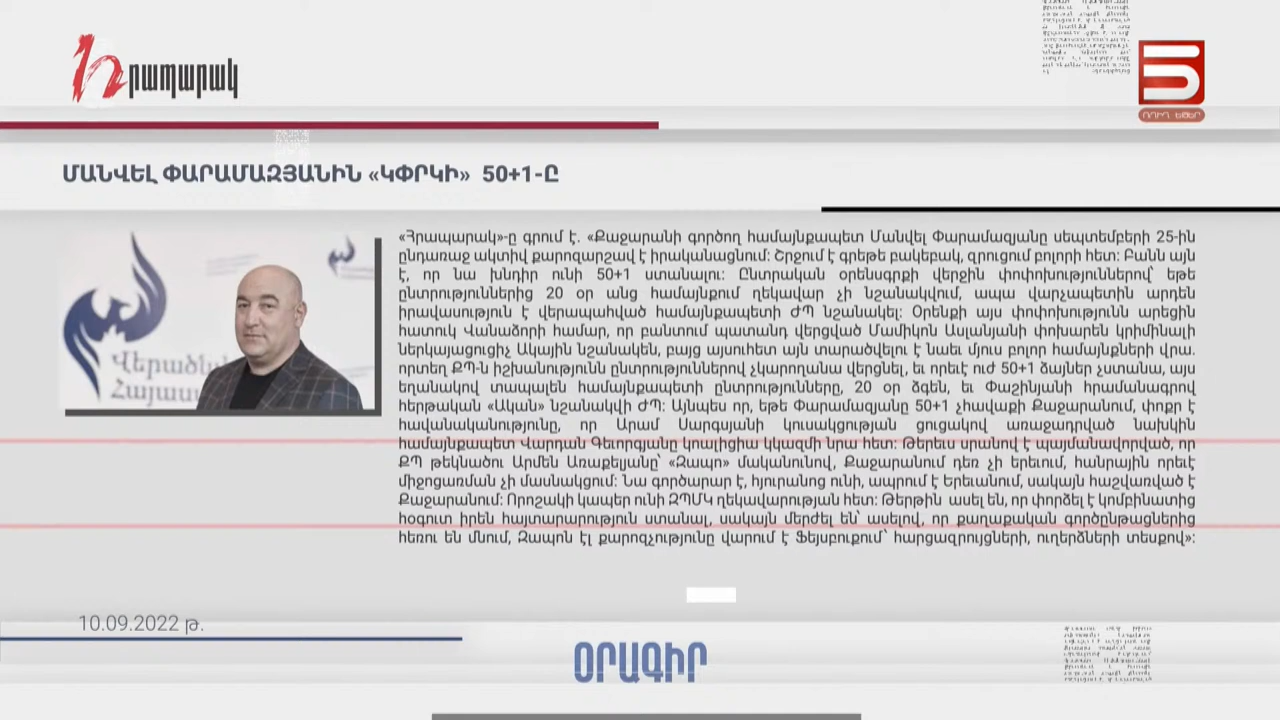 Հրապարակ
5
ՈՒՂԻՂ ԵԹԵՐ
ՄԱՆՎԵԼ ՓԱՐԱՄԱԶՅԱՆԻՆ «ԿՓՐԿԻ» 50+1-Ը
Վերածնվ
Հայաս
«Հրապարակ»-ը գրում է. «Քաջարանի գործող համայնքապետ Մանվել Փարամազյանը սեպտեմբերի 25-ին
ընդառաջ ակտիվ քարոզարշավ է իրականացնում: Շրջում է գրեթե բակեբակ, զրուցում բոլորի հետ: Բանն այն
է, որ նա խնդիր ունի 50+1 ստանալու: Ընտրական օրենսգրքի վերջին փոփոխություններով՝ եթե
ընտրություններից 20 օր անց համայնքում ղեկավար չի նշանակվում, ապա վարչապետին արդեն
իրավասություն է վերապահված համայնքապետի ԺՊ նշանակել: Օրենքի այս փոփոխությունն արեցին
հատուկ Վանաձորի համար, որ բանտում պատանդ վերցված Մամիկոն Ասլանյանի փոխարեն կրիմինալի
ներկայացուցիչ Ակային նշանակեն, բայց այսուհետ այն տարածվելու է նաեւ մյուս բոլոր համայնքների վրա.
որտեղ ՔՊ-ն իշխանությունն ընտրություններով չկարողանա վերցնել, եւ որեւէ ուժ 50+1 ձայներ չստանա, այս
եղանակով տապալեն համայնքապետի ընտրությունները, 20 օր ձգեն, եւ Փաշինյանի հրամանագրով
հերթական «Ական» նշանակվի ԺՊ: Այնպես որ, եթե Փարամազյանը 50+1 չհավաքի Քաջարանում, փոքր է
հավանականությունը, որ Արամ Սարգսյանի կուսակցության ցուցակով առաջադրված նախկին
համայնքապետ Վարդան Գեւորգյանը կոալիցիա կկազմի նրա հետ: Թերեւս սրանով է պայմանավորված, որ
ՔՊ թեկնածու Արմեն Առաքելյանը՝ «Զապո» մականունով, Քաջարանում դեռ չի երեւում, հանրային որեւէ
միջոցառման չի մասնակցում: Նա գործարար է, հյուրանոց ունի, ապրում է Երեւանում, սակայն հաշվառված է
Քաջարանում: Որոշակի կապեր ունի ԶՊՄԿ ղեկավարության հետ: Թերթին ասել են, որ փորձել է կոմբինատից
հօգուտ իրեն հայտարարություն ստանալ, սակայն մերժել են՝ ասելով, որ քաղաքական գործընթացներից
հեռու են մնում, Զապոն էլ քարոզչությունը վարում է Ֆեյսբուքում՝ հարցազրույցների, ուղերձների տեսքով»:
10.09.2022 թ.
ՕՐԱԳԻՐ